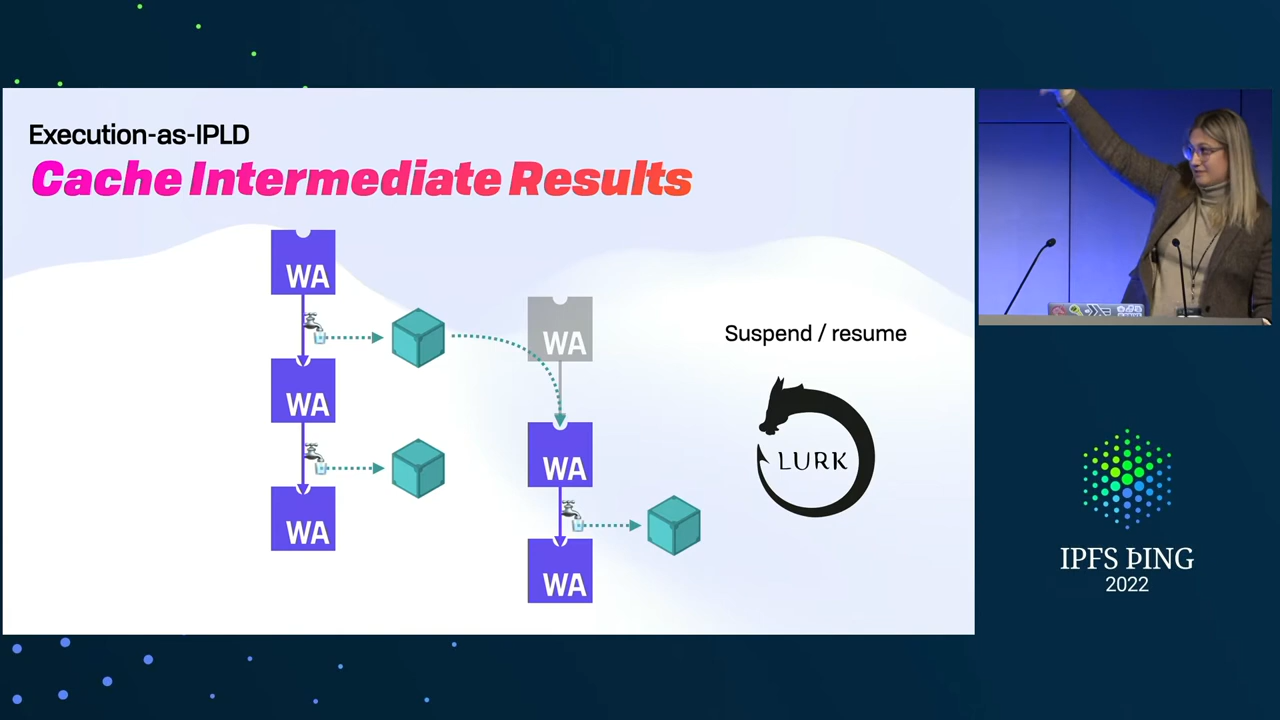 Execution-as-IPLD
Cache Intermediate Results
WA
WA
WA
WA
WA
WA
Suspend / resume
LURK
IPFS ÞING
2022